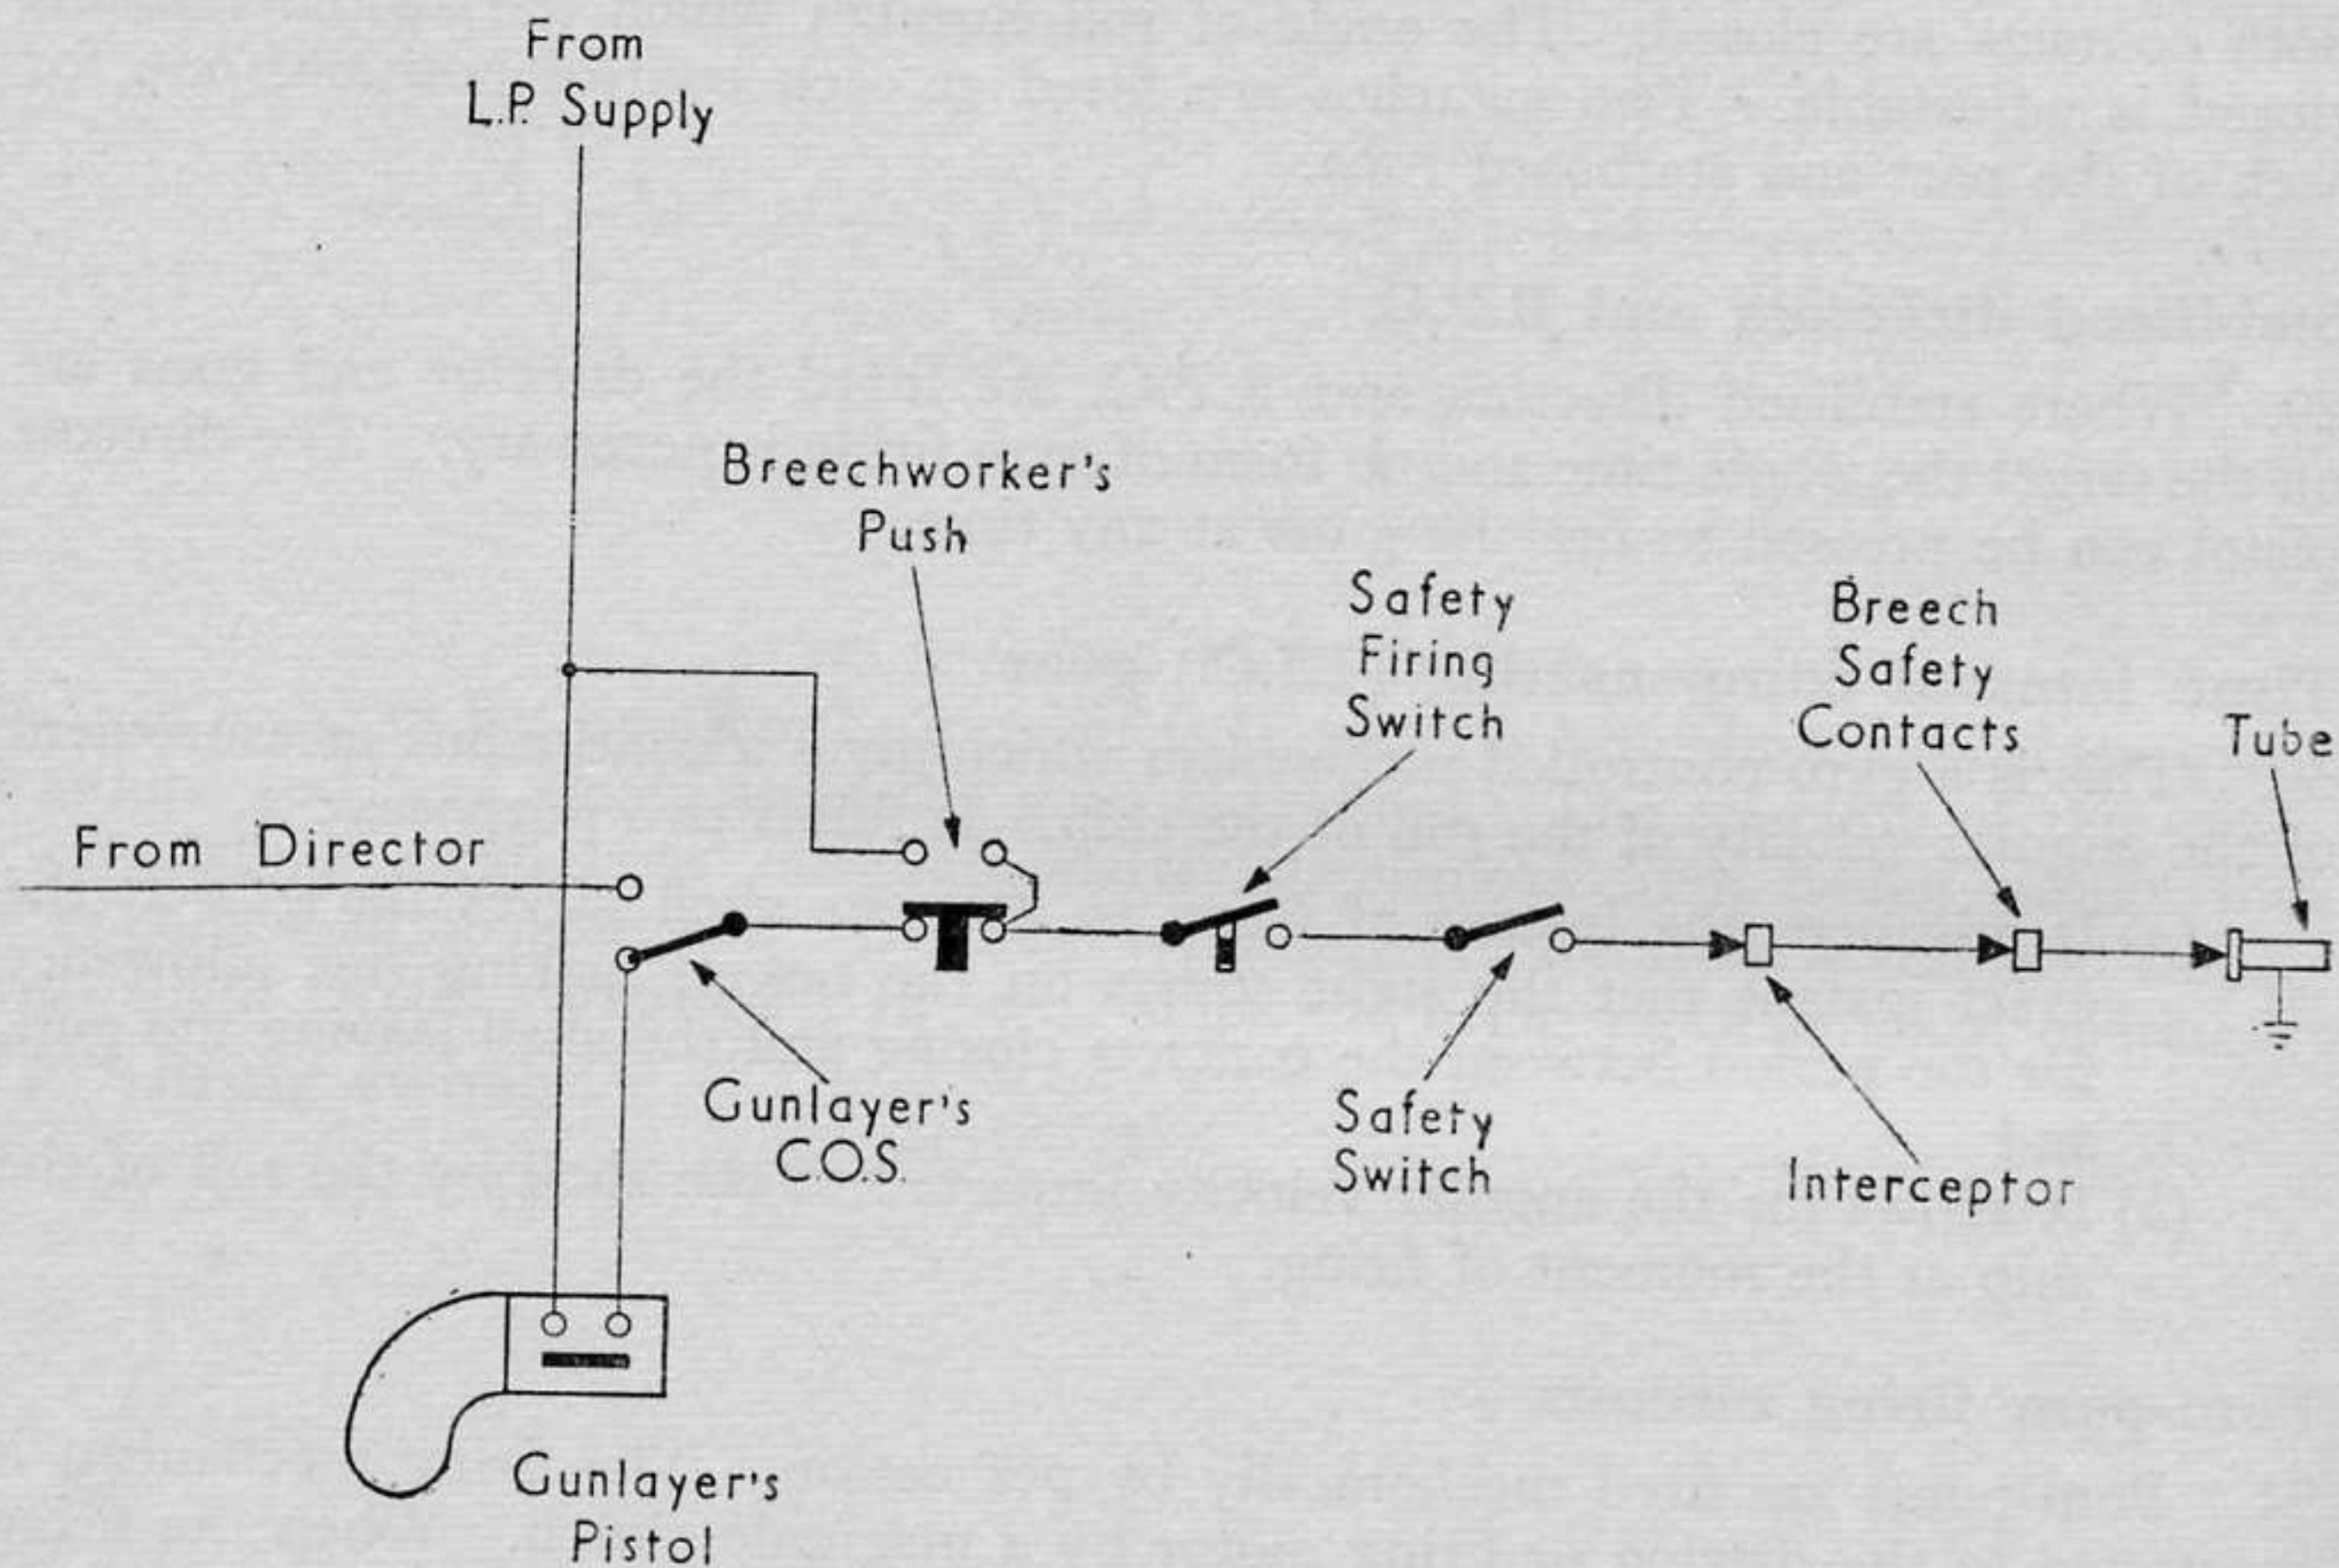 From
L.P. Supply
Breechworker's
Push
Safety
Firing
Switch
Breech
Safety
Contacts
Tube
From Director
Gunlayer's
C.O.S.
Safety
Switch
Interceptor
Gunlayer's
Pistol